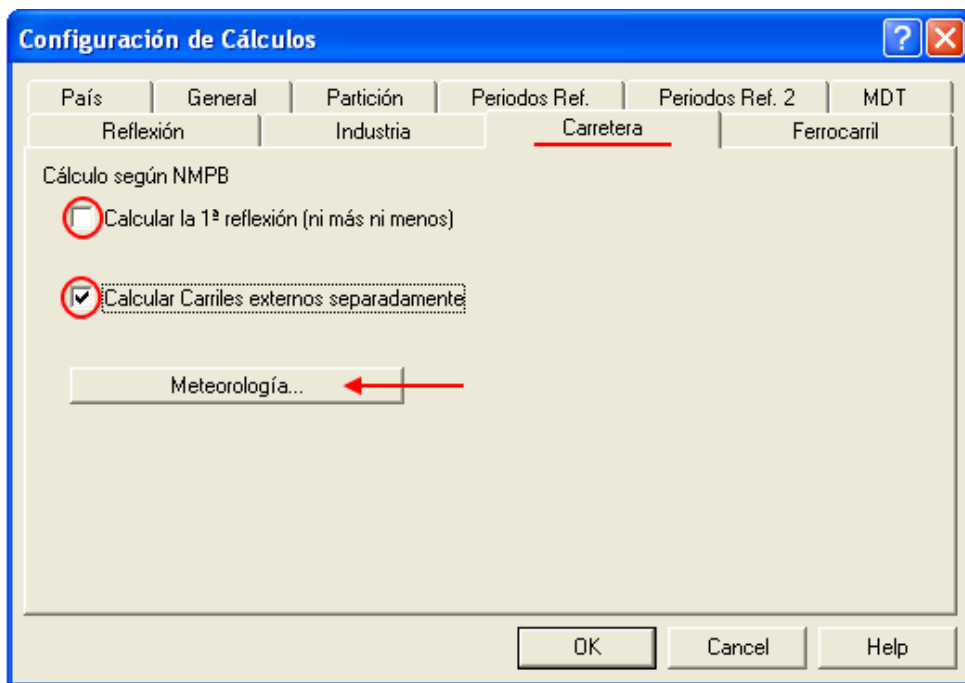 Configuración de Cálculos
País General Partición Periodos Ref. Periodos Ref. 2 MDT
Reflexión Industria Carretera Ferrocarril
Cálculo según NMPB
Calcular la 1ª reflexión (ni más ni menos)
Calcular Carriles externos separadamente
Meteorología...
OK Cancel Help